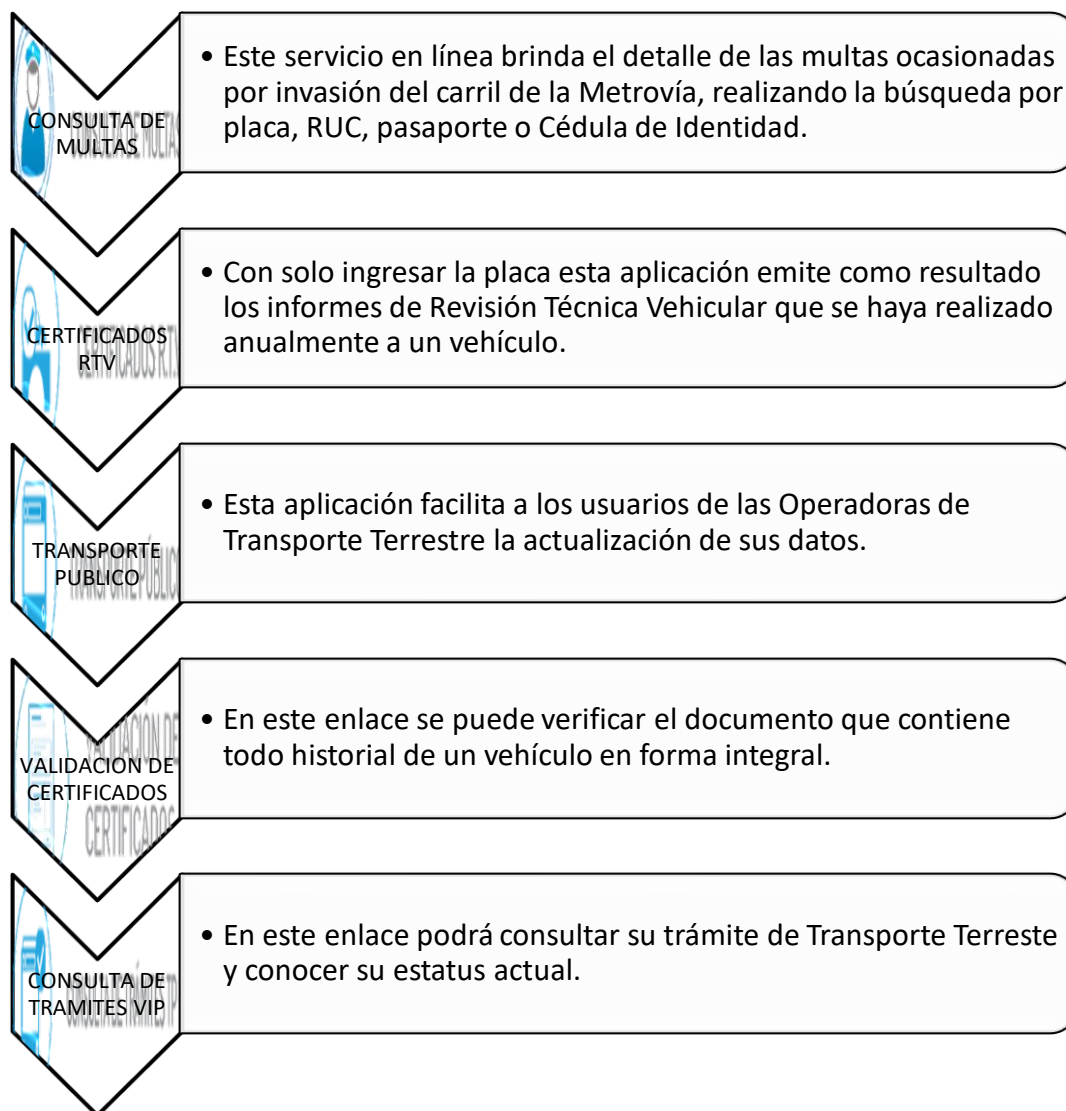 CONSULTA DE
MULTAS
• Este servicio en línea brinda el detalle de las multas ocasionadas
por invasión del carril de la Metrovía, realizando la búsqueda por
placa, RUC, pasaporte o Cédula de Identidad.
CERTIFICADOS
RTV
• Con solo ingresar la placa esta aplicación emite como resultado
los informes de Revisión Técnica Vehicular que se haya realizado
anualmente a un vehículo.
TRANSPORTE
PUBLICO
• Esta aplicación facilita a los usuarios de las Operadoras de
Transporte Terrestre la actualización de sus datos.
VALIDACION DE
CERTIFICADOS
VALIDACIÓN DE
CERTIFICADOS
• En este enlace se puede verificar el documento que contiene
todo historial de un vehículo en forma integral.
CONSULTA DE
TRAMITES VIP
• En este enlace podrá consultar su trámite de Transporte Terreste
y conocer su estatus actual.